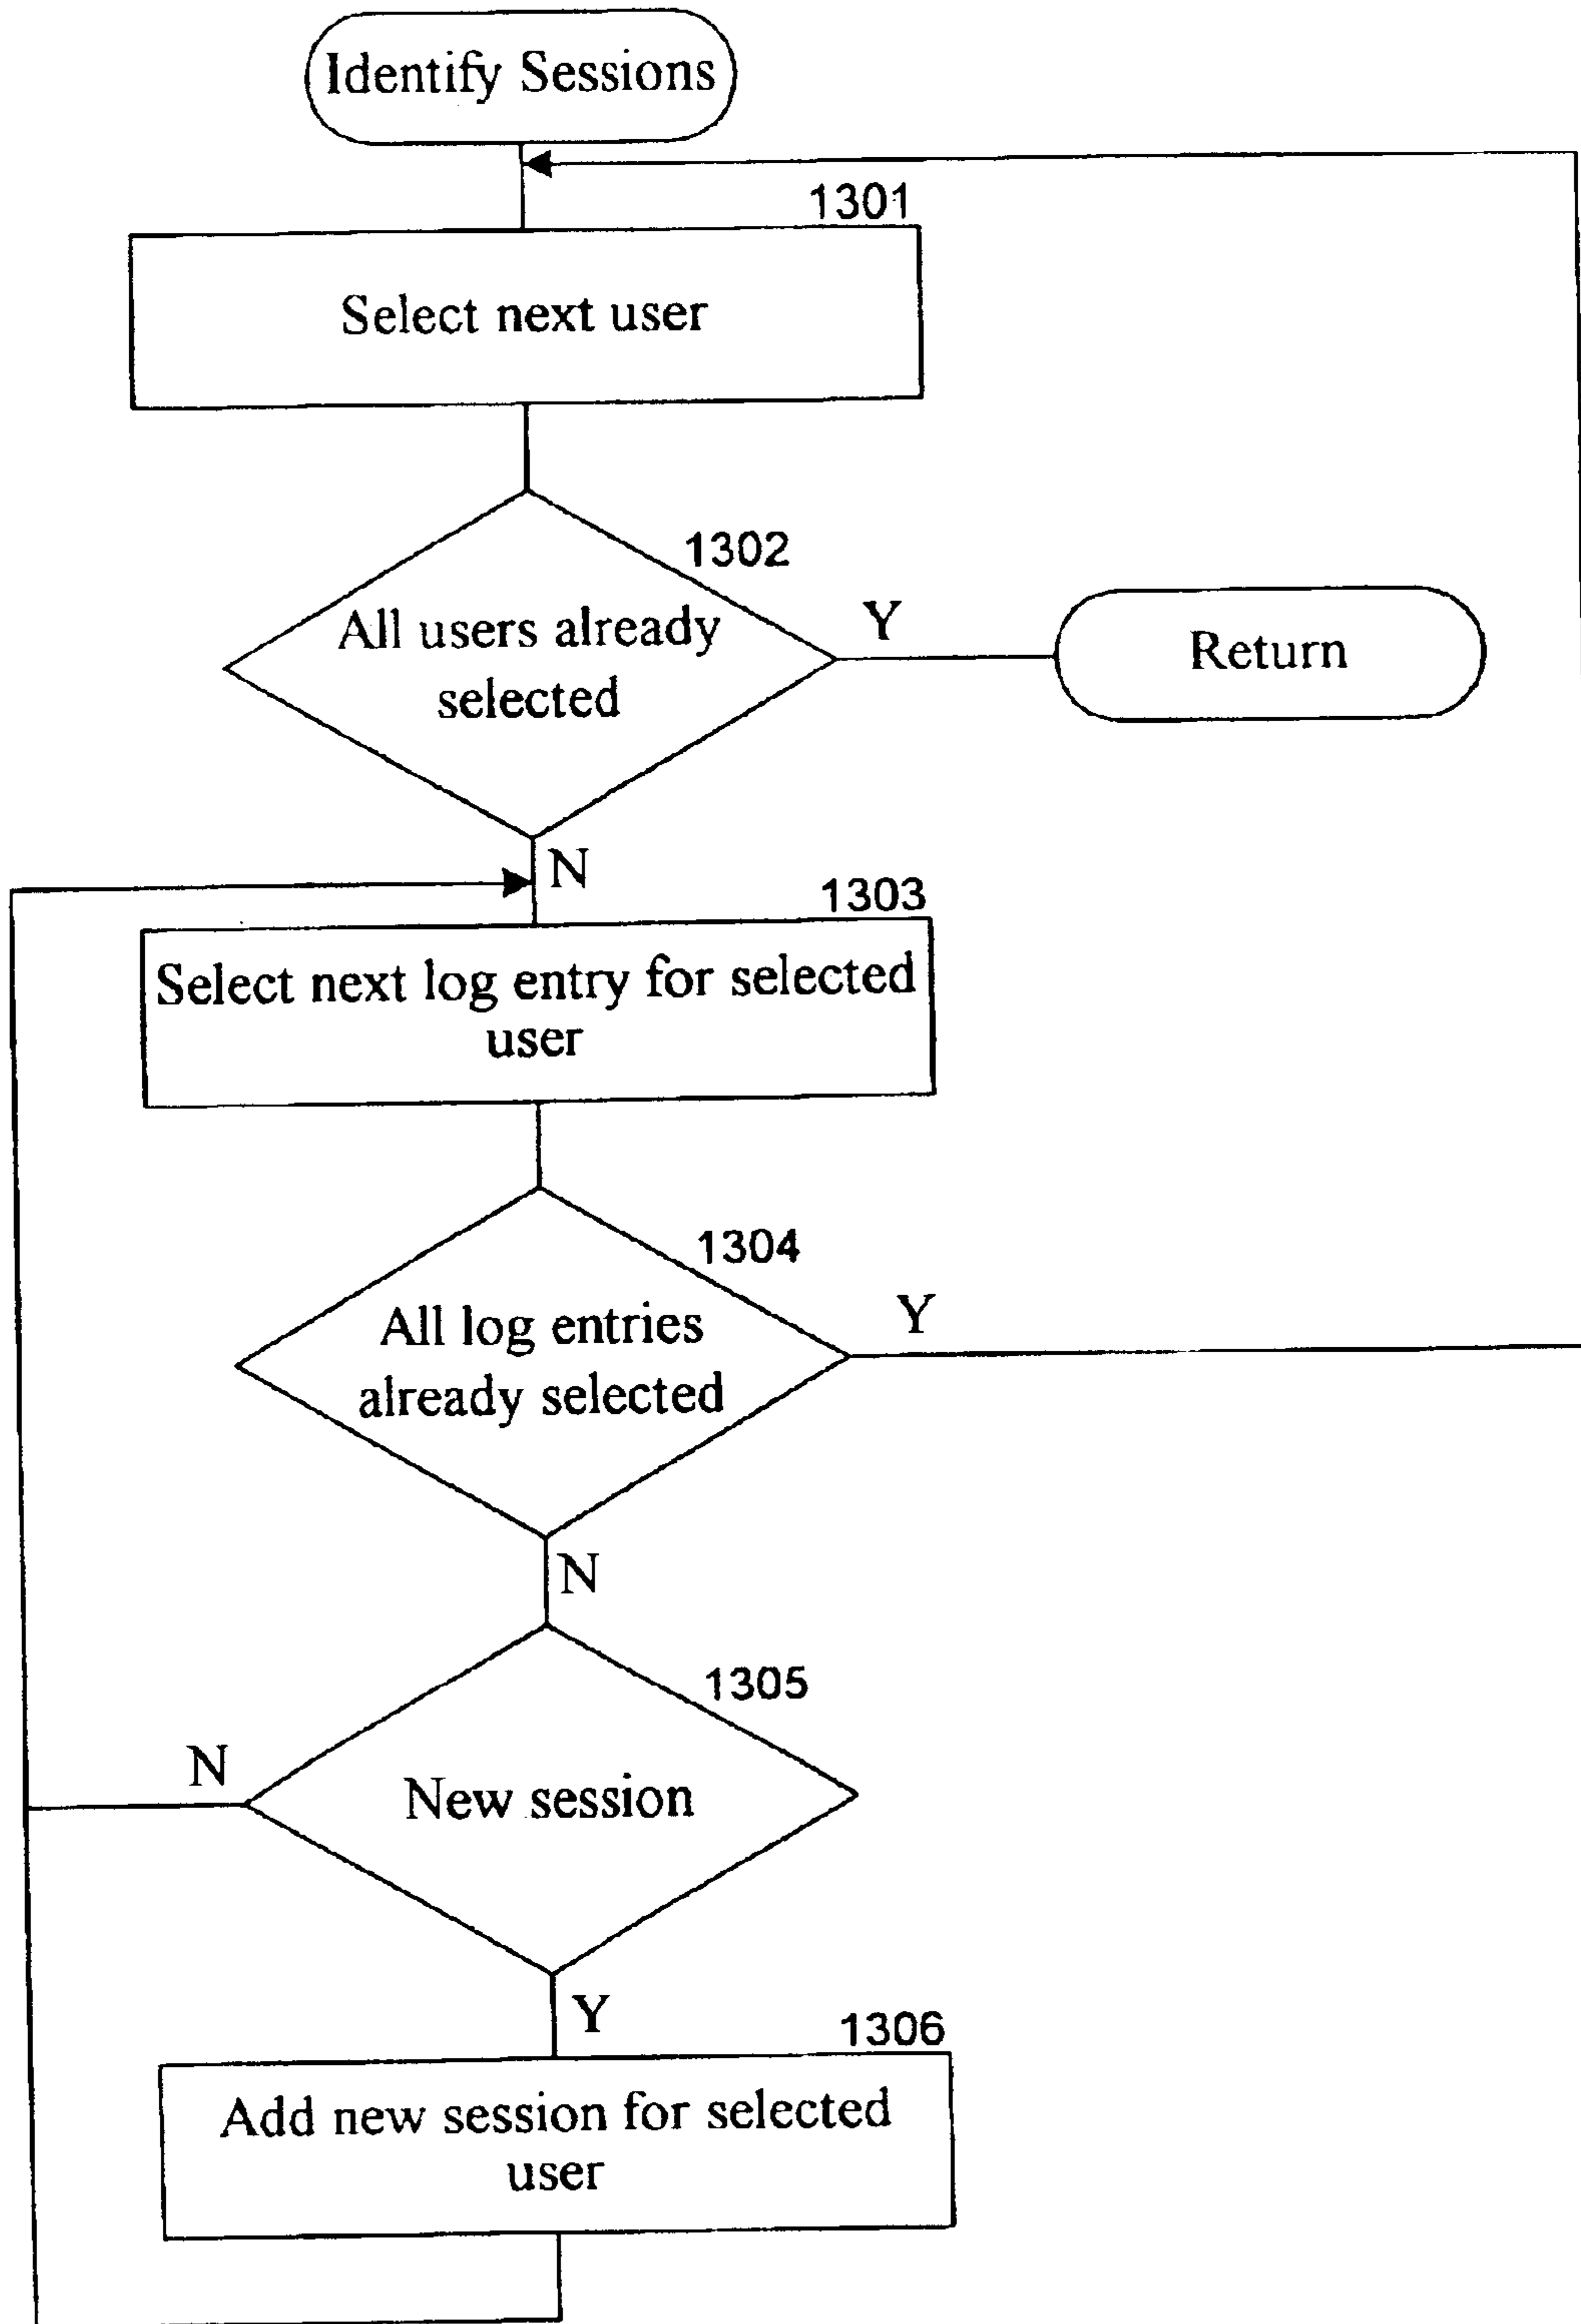 Identify Sessions
1301
Select next user
1302
All users already
selected
Y
Return
N
1303
Select next log entry for selected
user
1304
All log entries
already selected
Y
N
1305
New session
N
Y
1306
Add new session for selected
user